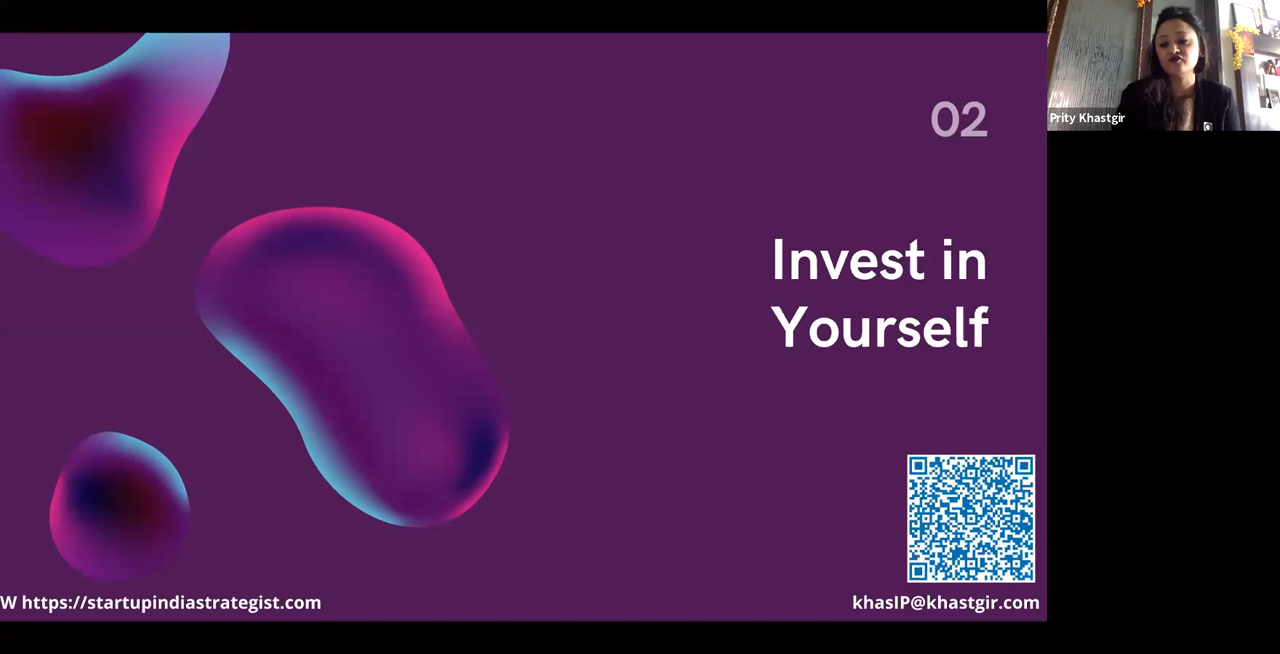 02
Prity Khastgir
Invest in
Yourself
W https://startupindiastrategist.com
khasIP@khastgir.com